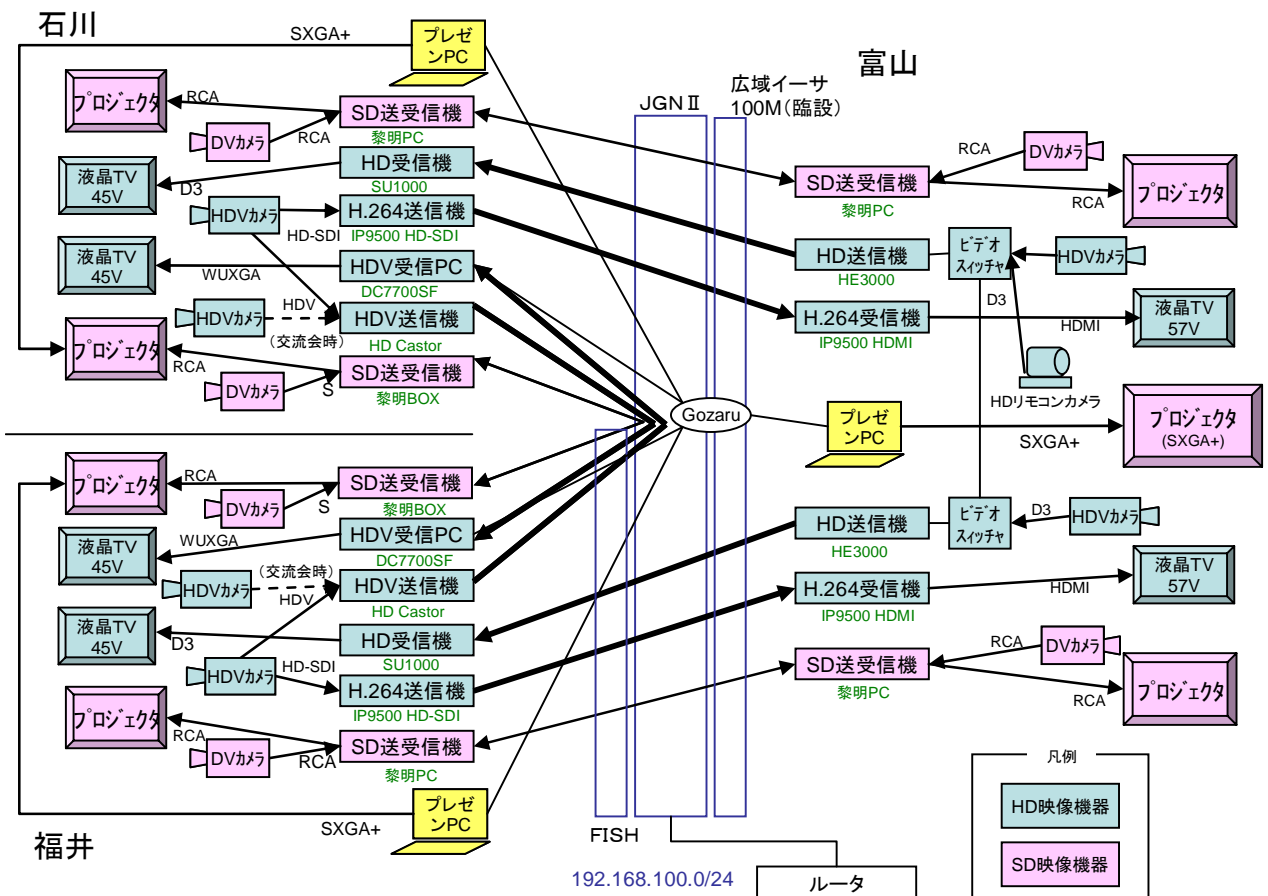 石川
SXGA+
プレゼ
ンPC
富山
プロジェクタ
RCA
SD送受信機
黎明PC
DVカメラ
RCA
JGNⅡ
広域イーサ
100M(臨設)
液晶TV
45V
D3
HD受信機
SU1000
HDVカメラ
HD-SDI
H.264送信機
IP9500 HD-SDI
液晶TV
45V
WUXGA
HDV受信PC
DC7700SF
HDVカメラ
HDV
(交流会時)
HDV送信機
HD Castor
プロジェクタ
RCA
DVカメラ
S
SD送受信機
黎明BOX
SD送受信機
黎明PC
RCA
DVカメラ
RCA
プロジェクタ
HD送信機
HE3000
ビデオ
スイッチャ
HDVカメラ
D3
H.264受信機
IP9500 HDMI
HDMI
液晶TV
57V
HDリモコンカメラ
Gozaru
プレゼ
ンPC
SXGA+
プロジェクタ
(SXGA+)
プロジェクタ
RCA
DVカメラ
S
SD送受信機
黎明BOX
液晶TV
45V
WUXGA
HDV受信PC
DC7700SF
HDVカメラ
(交流会時)
HDV
HDV送信機
HD Castor
液晶TV
45V
D3
HD受信機
SU1000
HDVカメラ
HD-SDI
H.264送信機
IP9500 HD-SDI
プロジェクタ
RCA
DVカメラ
RCA
SD送受信機
黎明PC
HD送信機
HE3000
ビデオ
スイッチャ
D3
HDVカメラ
H.264受信機
IP9500 HDMI
HDMI
液晶TV
57V
SD送受信機
黎明PC
RCA
DVカメラ
RCA
プロジェクタ
福井
SXGA+
プレゼ
ンPC
FISH
192.168.100.0/24
ルータ
凡例
HD映像機器
SD映像機器